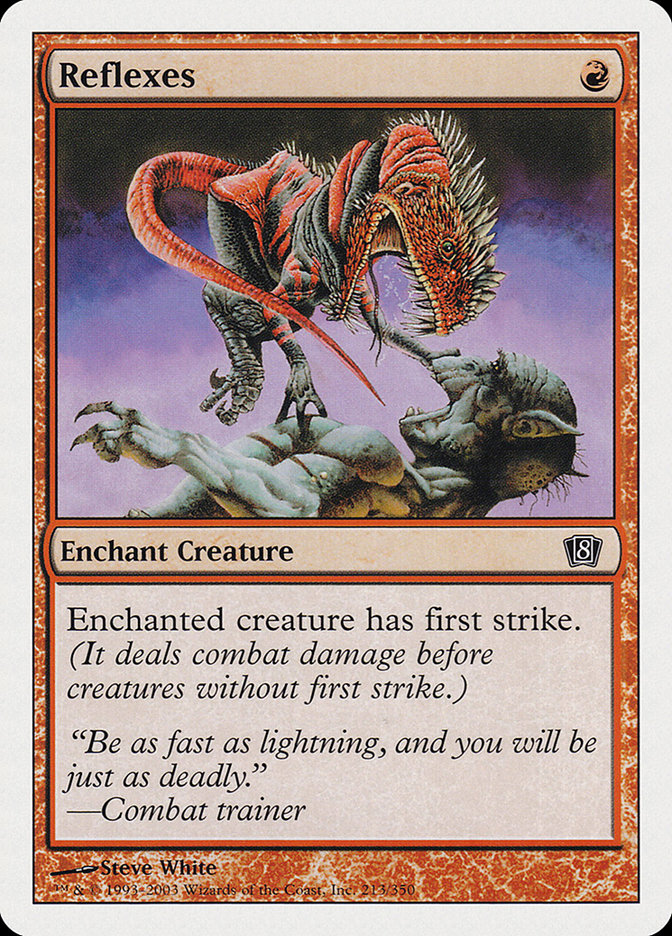 Reflexes
Enchant Creature
8
Enchanted creature has first strike.
(It deals combat damage before
creatures without first strike.)
“Be as fast as lightning, and you will be
just as deadly.”
—Combat trainer
Steve White
™ & © 1993–2003 Wizards of the Coast, Inc. 213/350